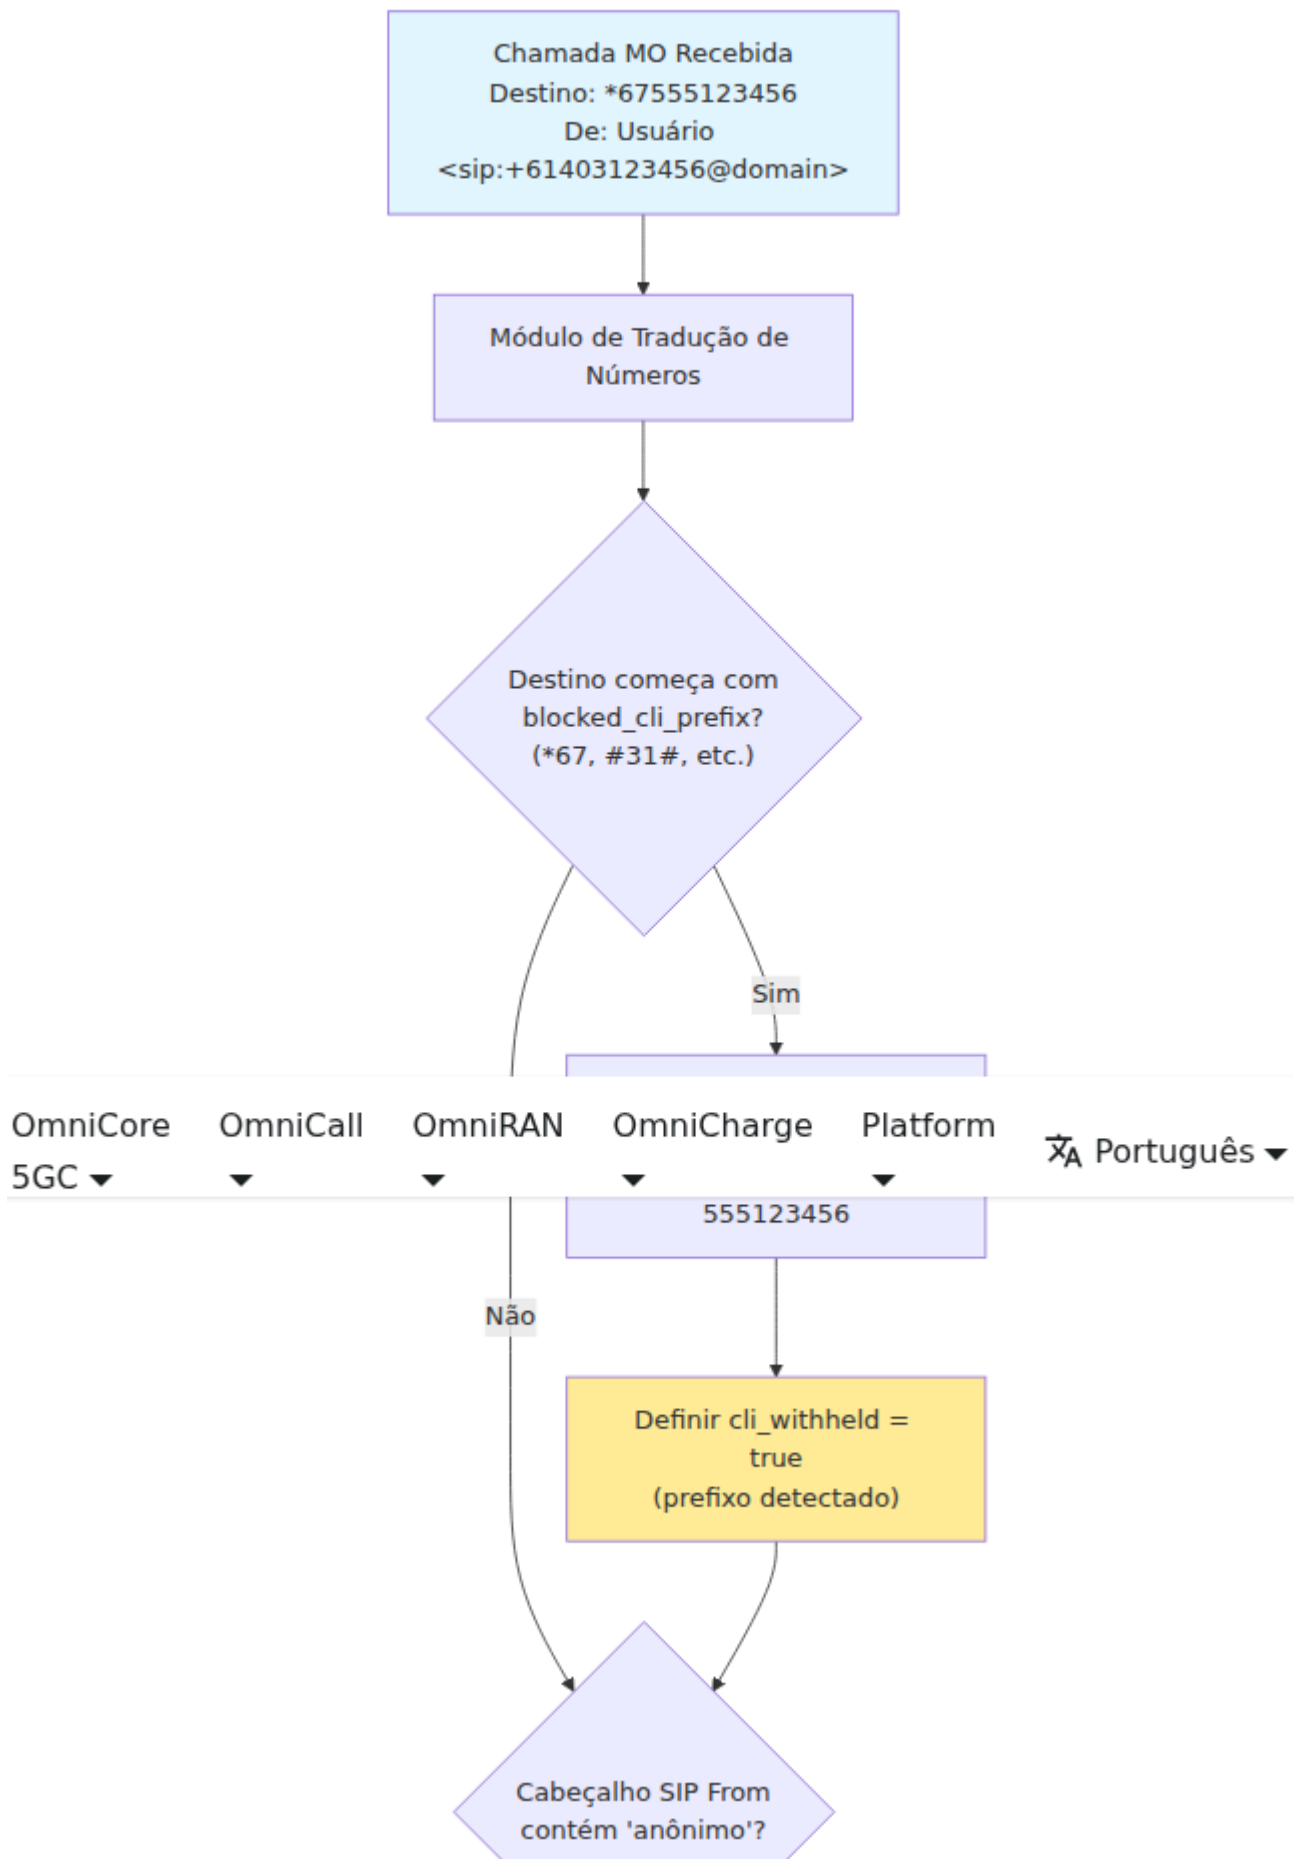 Chamada MO Recebida
Destino: *67555123456
De: Usuário
<sip:+61403123456@domain>
Módulo de Tradução de
Números
Destino começa com
blocked_cli_prefix?
(*67, #31#, etc.)
Sim
OmniCore
5GC
OmniCall
OmniRAN
OmniCharge
Platform
Português
555123456
Não
Definir cli_withheld =
true
(prefixo detectado)
Cabeçalho SIP From
contém 'anônimo'?